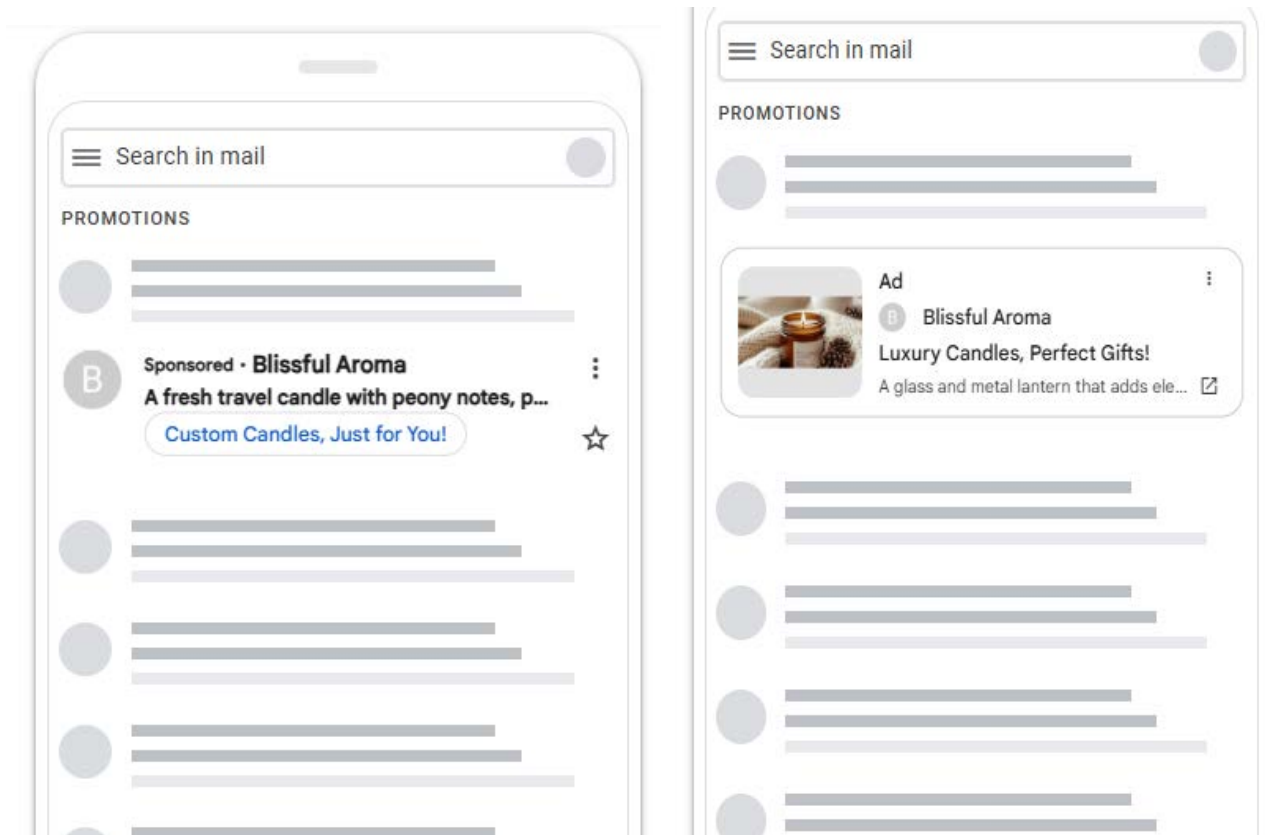 Search in mail
PROMOTIONS
B
Sponsored · Blissful Aroma
A fresh travel candle with peony notes, p...
Custom Candles, Just for You!
Search in mail
PROMOTIONS
Ad
B
Blissful Aroma
Luxury Candles, Perfect Gifts!
A glass and metal lantern that adds ele...